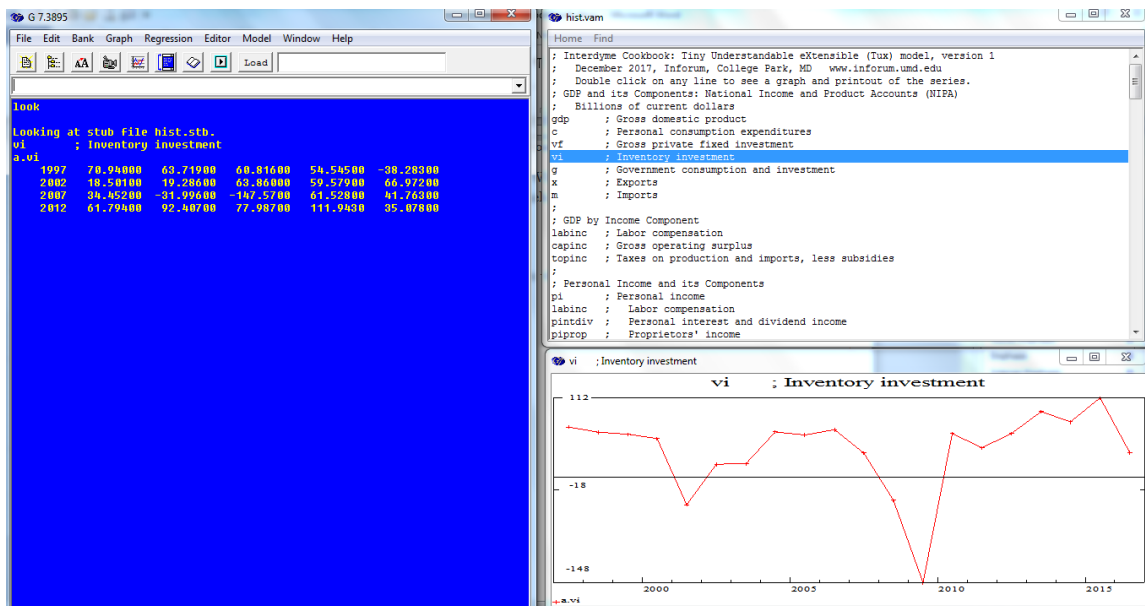 G 7.3895
File Edit Bank Graph Regression Editor Model Window Help
Load
look
Looking at stub file hist.stb.
vi ; Inventory investment
a.vi
1997 70.94000 63.71900 60.81600 54.54500 -38.28300
2002 18.50100 19.28600 63.86000 59.57900 66.97200
2007 34.45200 -31.99600 -147.5700 61.52800 41.76300
2012 61.79400 92.40700 77.98700 111.9430 35.07800
hist.vam
Home Find
; Interdyme Cookbook: Tiny Understandable eXtensible (Tux) model, version 1
; December 2017, Inforum, College Park, MD www.inforum.umd.edu
; Double click on any line to see a graph and printout of the series.
; GDP and its Components: National Income and Product Accounts (NIPA)
; Billions of current dollars
gdp ; Gross domestic product
c ; Personal consumption expenditures
vf ; Gross private fixed investment
vi ; Inventory investment
g ; Government consumption and investment
x ; Exports
m ; Imports
;
; GDP by Income Component
labinc ; Labor compensation
capinc ; Gross operating surplus
topinc ; Taxes on production and imports, less subsidies
;
; Personal Income and its Components
pi ; Personal income
labinc ; Labor compensation
pintdiv ; Personal interest and dividend income
piprop ; Proprietors' income
vi ; Inventory investment
vi ; Inventory investment
112
-18
-148
2000 2005 2010 2015
a.vi